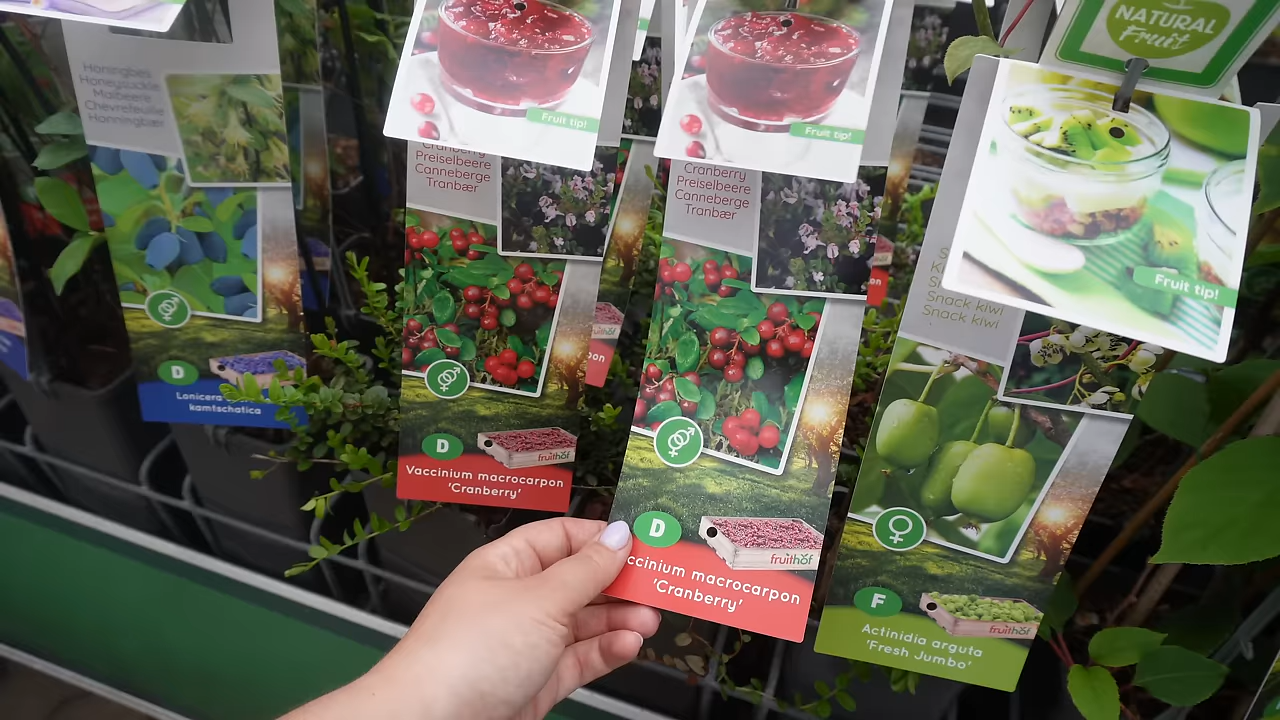 Honingbes
Honeysuckle
Maibeere
Chèvrefeuille
Honningbær
D
Lonicera
kamtschatica
Fruit tip!
Cranberry
Preiselbeere
Canneberge
Tranbær
D
fruithof
Vaccinium macrocarpon
'Cranberry'
Fruit tip!
Cranberry
Preiselbeere
Canneberge
Tranbær
D
fruithof
ccinium macrocarpon
'Cranberry'
NATURAL
Fruit
Fruit tip!
Snack kiwi
Snack kiwi
F
fruithof
Actinidia arguta
'Fresh Jumbo'